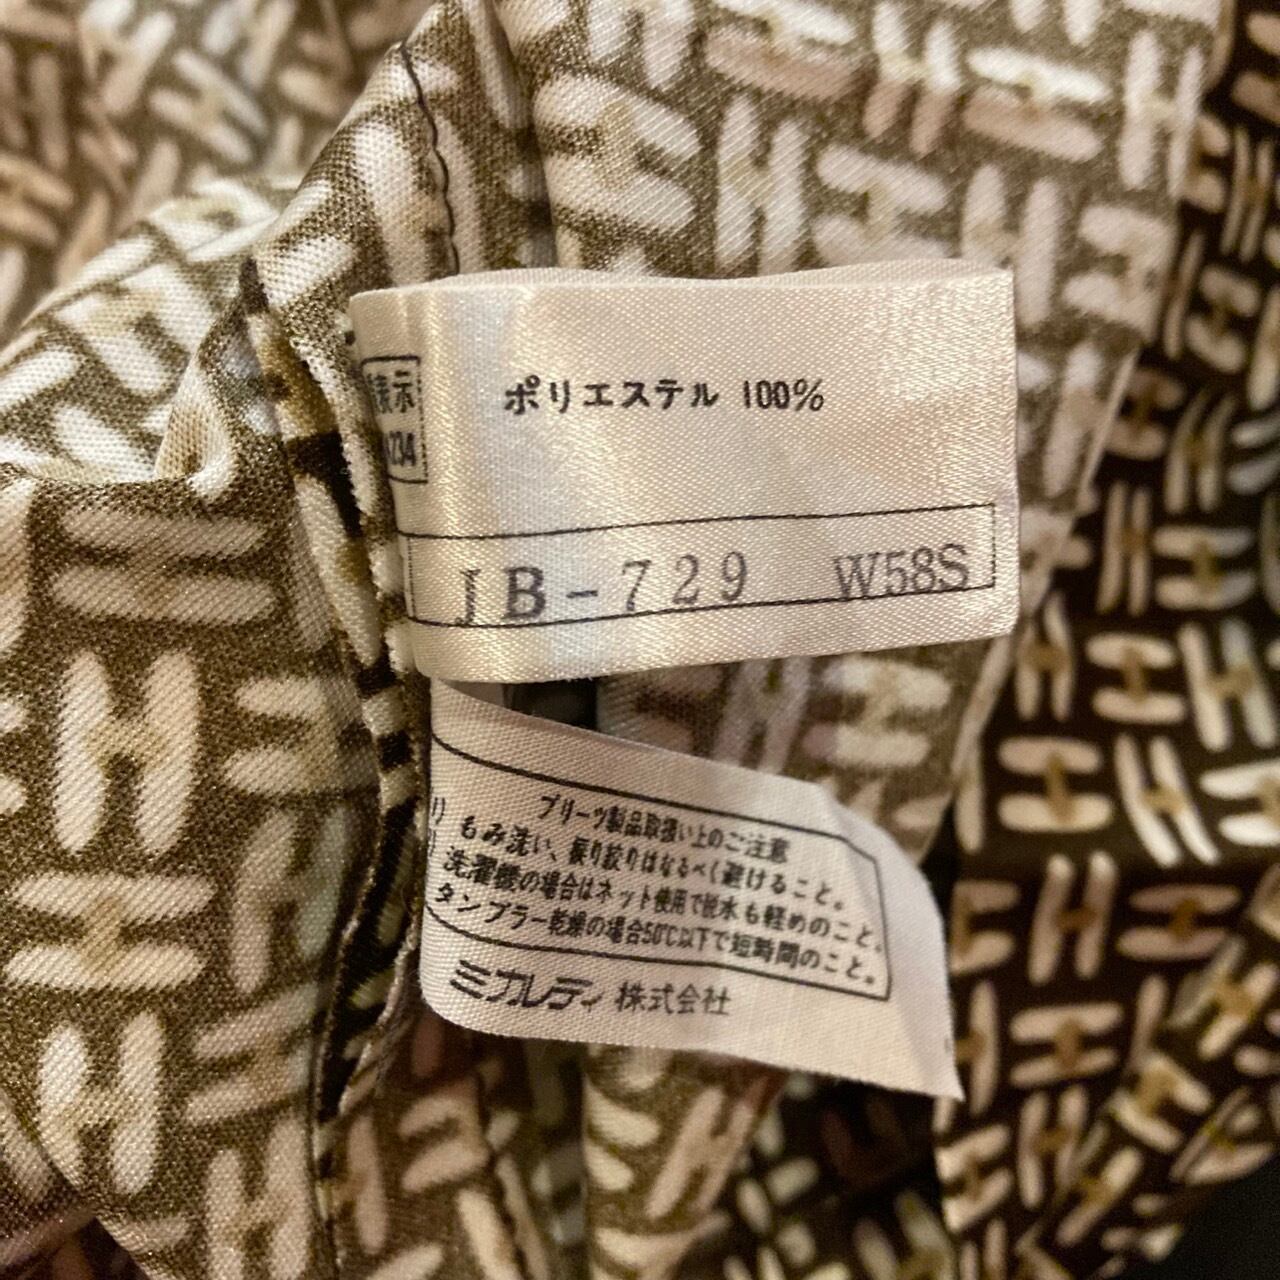 表示
234
ポリエステル 100%
JB-729 W58S
プリーツ製品取扱い上のご注意
もみ洗い、振り絞りはなるべく避けること。
洗濯機の場合はネット使用で脱水も軽めのこと。
タンブラー乾燥の場合50℃以下で短時間のこと。
ミカレディ 株式会社